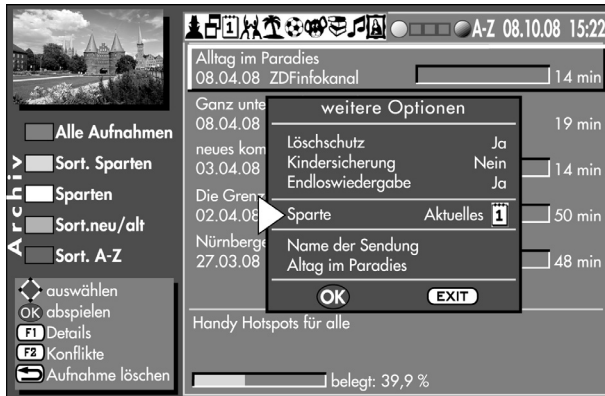 A-Z 08.10.08 15:22
Alltag im Paradies
08.04.08 ZDFinfokanal 14 min
Ganz unte
08.04.08 19 min
neues kom
03.04.08 14 min
Die Grenz
02.04.08 50 min
Nürnberge
27.03.08 48 min
weitere Optionen
Löschschutz Ja
Kindersicherung Nein
Endloswiedergabe Ja
Sparte Aktuelles 1
Name der Sendung
Altag im Paradies
OK EXIT
Archiv
Alle Aufnahmen
Sort. Sparten
Sparten
Sort.neu/alt
Sort. A-Z
auswählen
OK abspielen
F1 Details
F2 Konflikte
Aufnahme löschen
Handy Hotspots für alle
belegt: 39,9 %